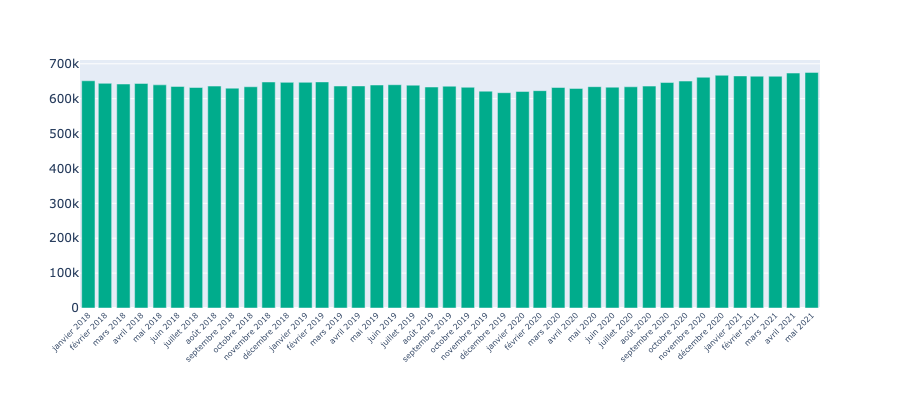 700k
600k
500k
400k
300k
200k
100k
0
janvier 2018
février 2018
mars 2018
avril 2018
mai 2018
juin 2018
juillet 2018
août 2018
septembre 2018
octobre 2018
novembre 2018
décembre 2018
janvier 2019
février 2019
mars 2019
avril 2019
mai 2019
juin 2019
juillet 2019
août 2019
septembre 2019
octobre 2019
novembre 2019
décembre 2019
janvier 2020
février 2020
mars 2020
avril 2020
mai 2020
juin 2020
juillet 2020
août 2020
septembre 2020
octobre 2020
novembre 2020
décembre 2020
janvier 2021
février 2021
mars 2021
avril 2021
mai 2021